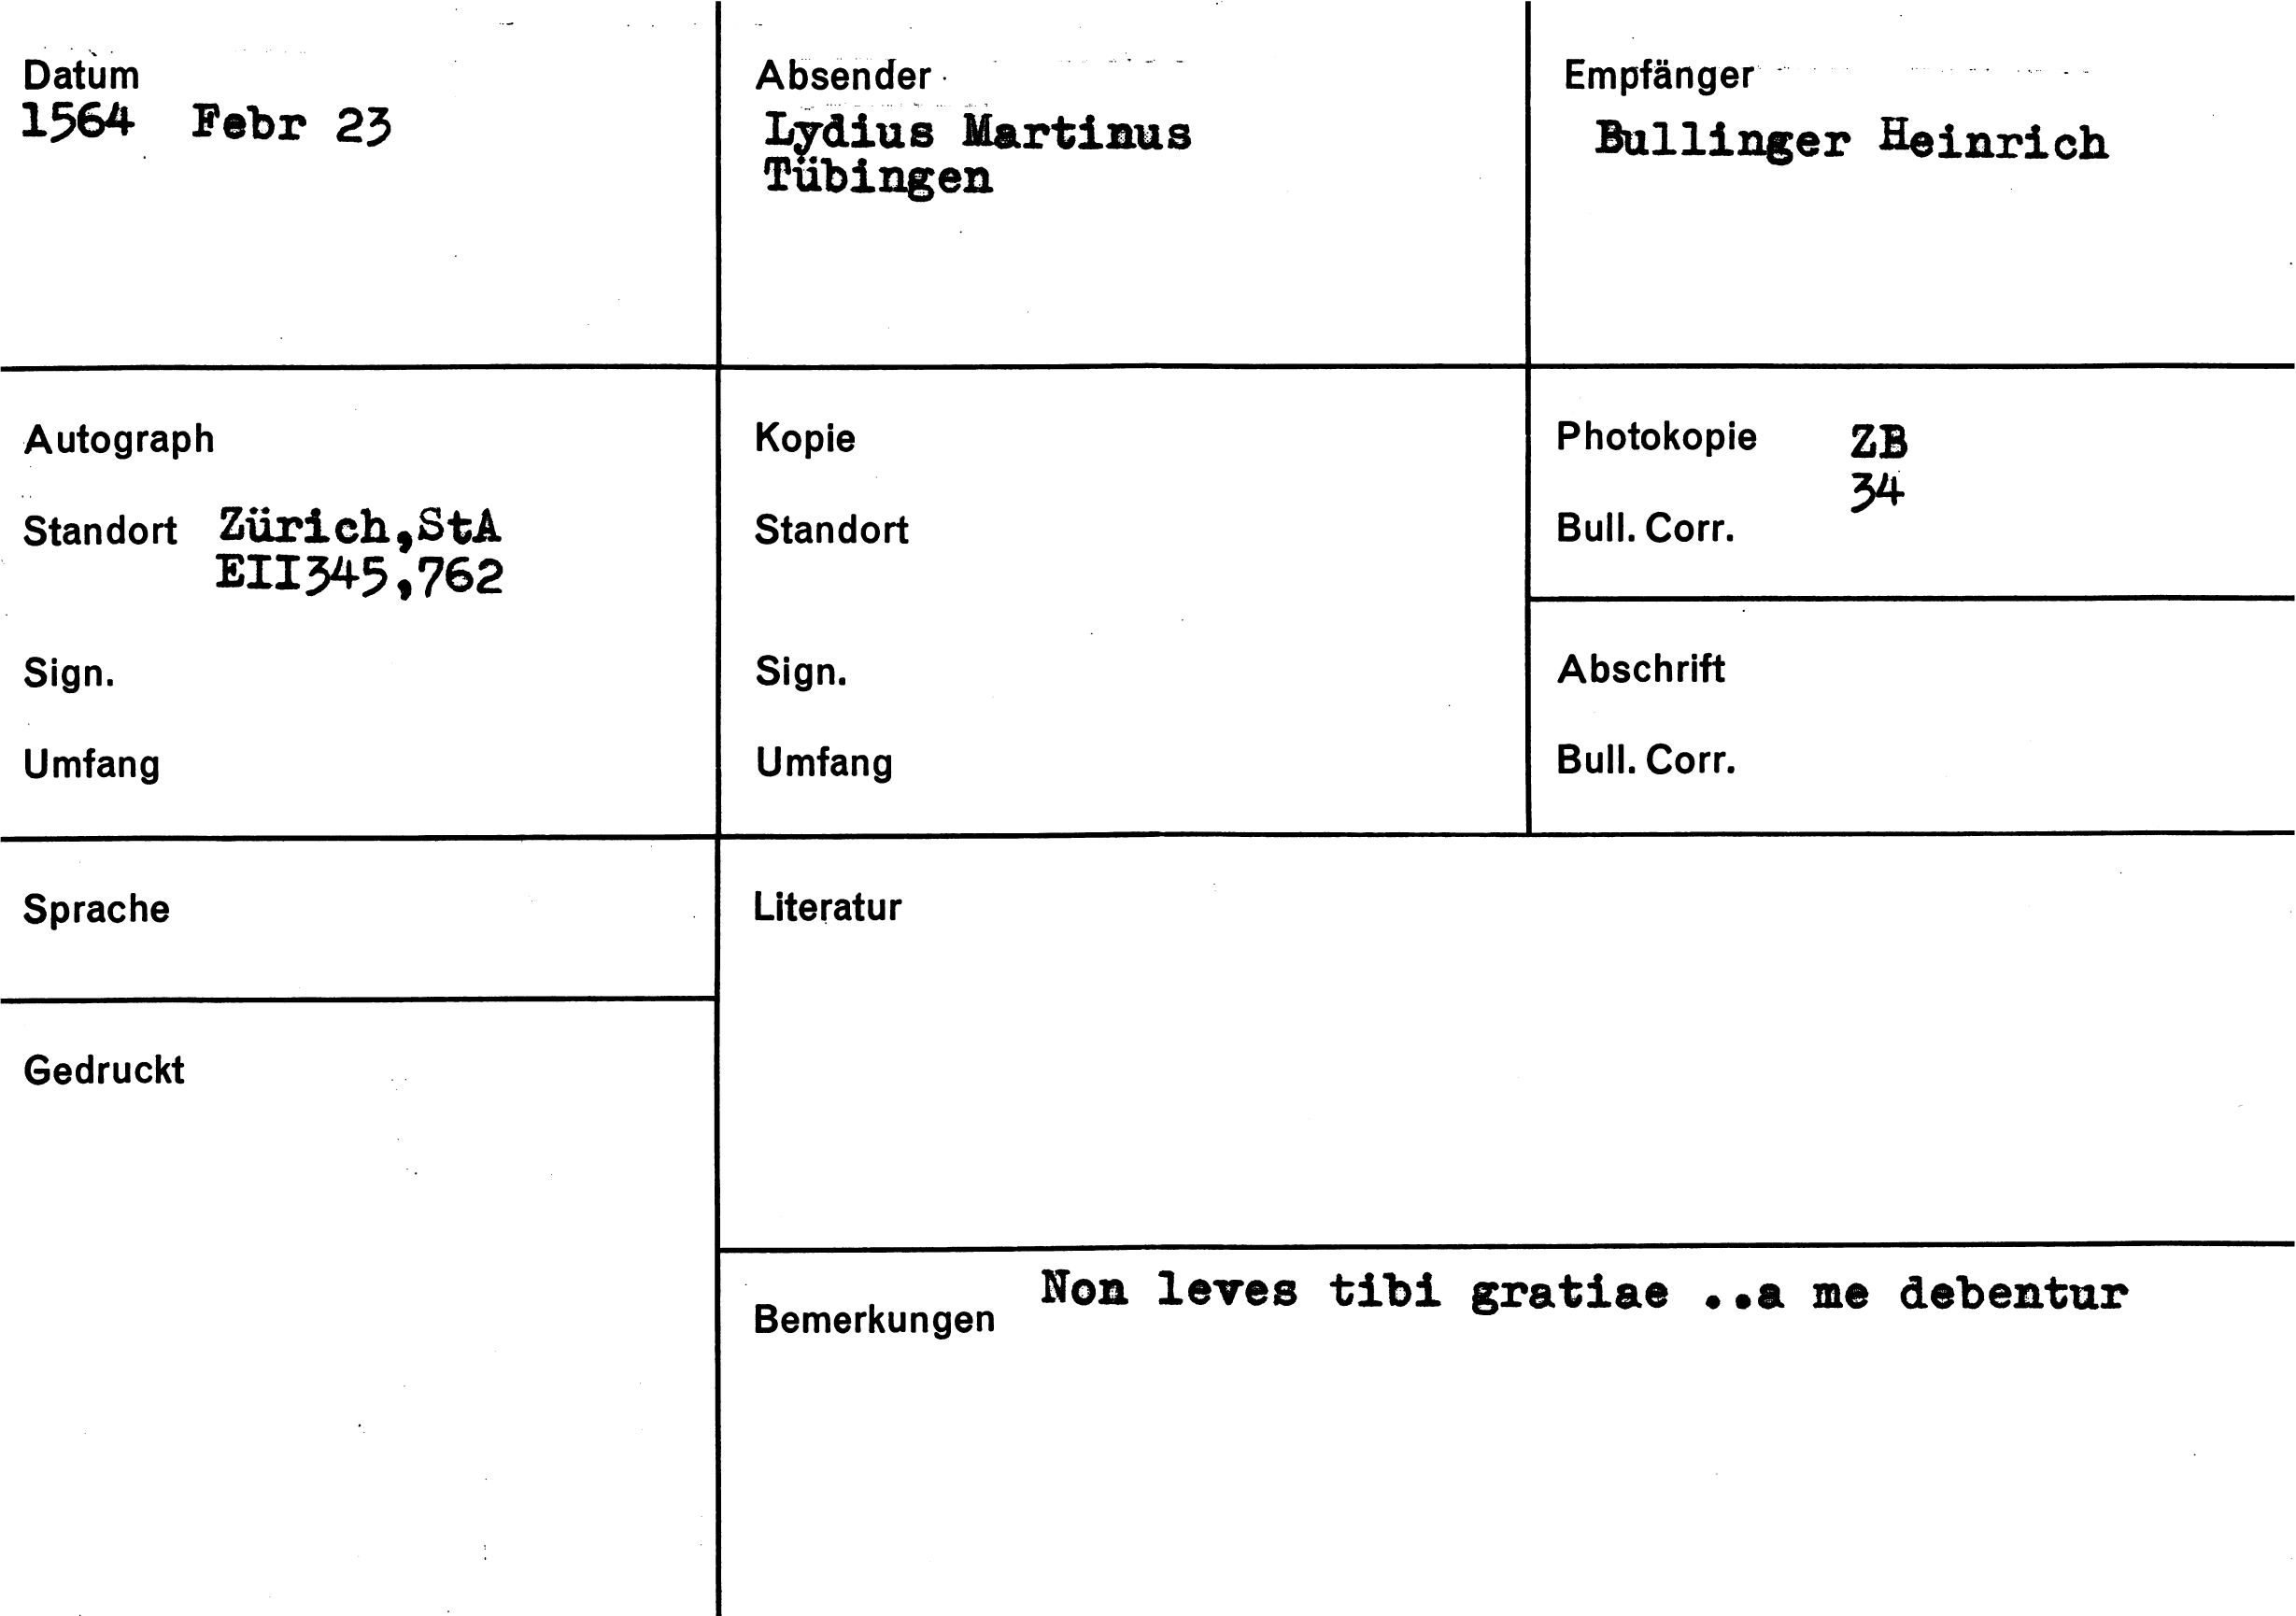 Datum
1564 Febr 23
Absender
Lydius Martinus
Tübingen
Empfänger
Bullinger Heinrich
Autograph
Standort Zürich,StA
EII345,762
Sign.
Umfang
Kopie
Standort
Sign.
Umfang
Photokopie ZB
34
Bull. Corr.
Abschrift
Bull. Corr.
Sprache
Gedruckt
Literatur
Bemerkungen Non leves tibi gratiae ..a me debentur